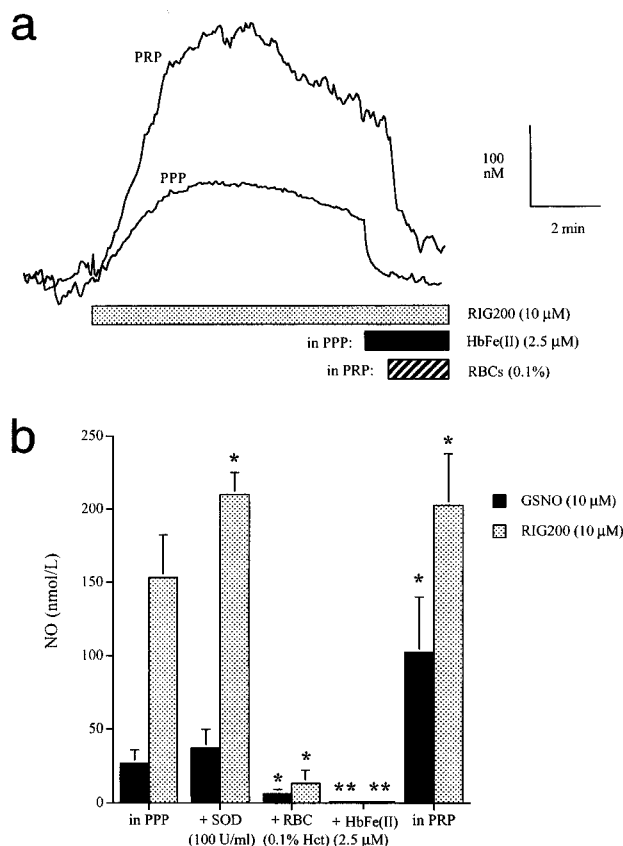 a
PRP
PPP
100
nM
2 min
RIG200 (10 µM)
in PPP:
HbFe(II) (2.5 µM)
in PRP:
RBCs (0.1%)
b
250
200
150
100
50
0
NO (nmol/L)
*
*
*
**
**
*
*
GSNO (10 µM)
RIG200 (10 µM)
in PPP
+ SOD
+ RBC
+ HbFe(II)
in PRP
(100 U/ml)
(0.1% Hct)
(2.5 µM)